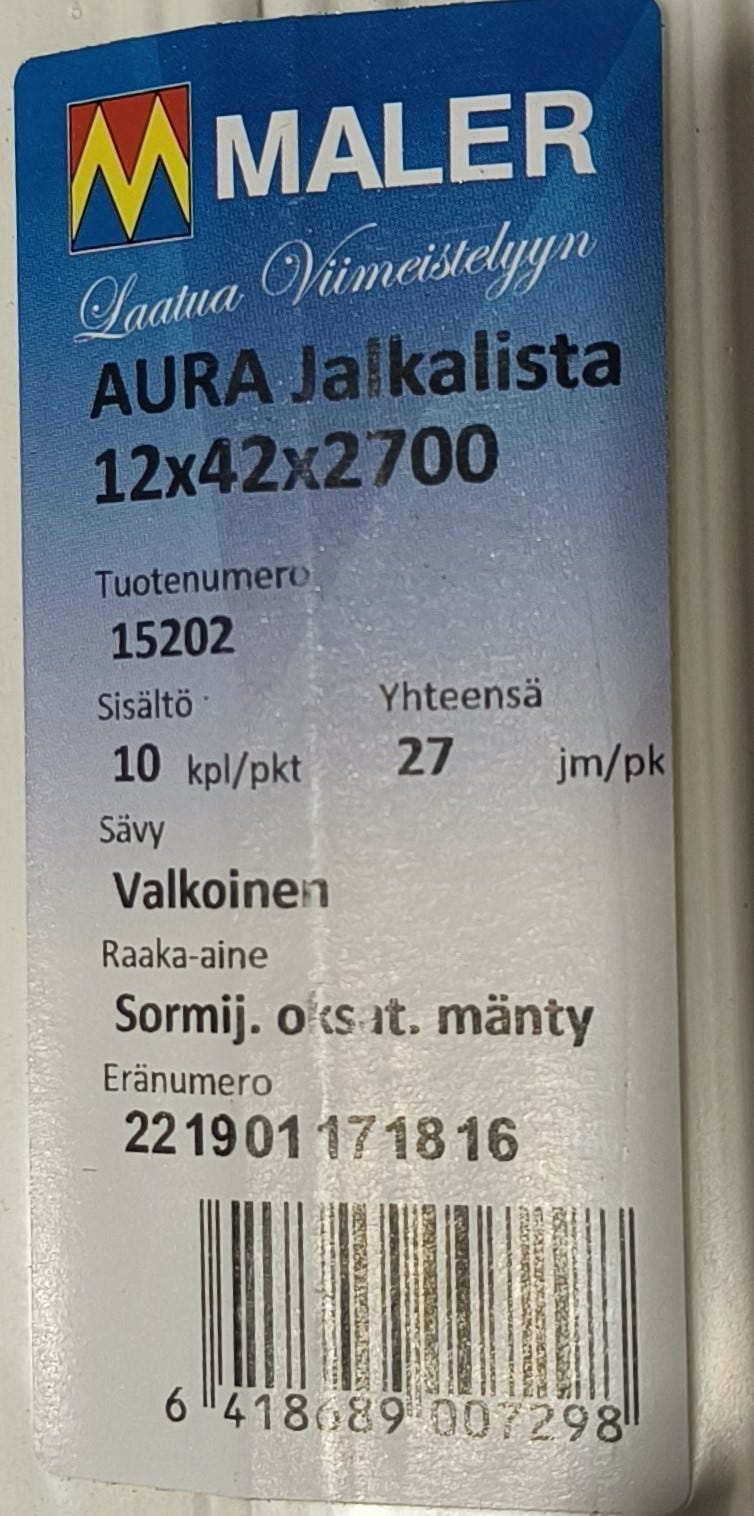 MALER
Laatua Viimeistelyyn
AURA Jalkalista
12x42x2700
Tuotenumero
15202
Sisältö Yhteensä
10 kpl/pkt 27 jm/pk
Sävy
Valkoinen
Raaka-aine
Sormij. oksat. mänty
Eränumero
221901171816
6 418689 007298